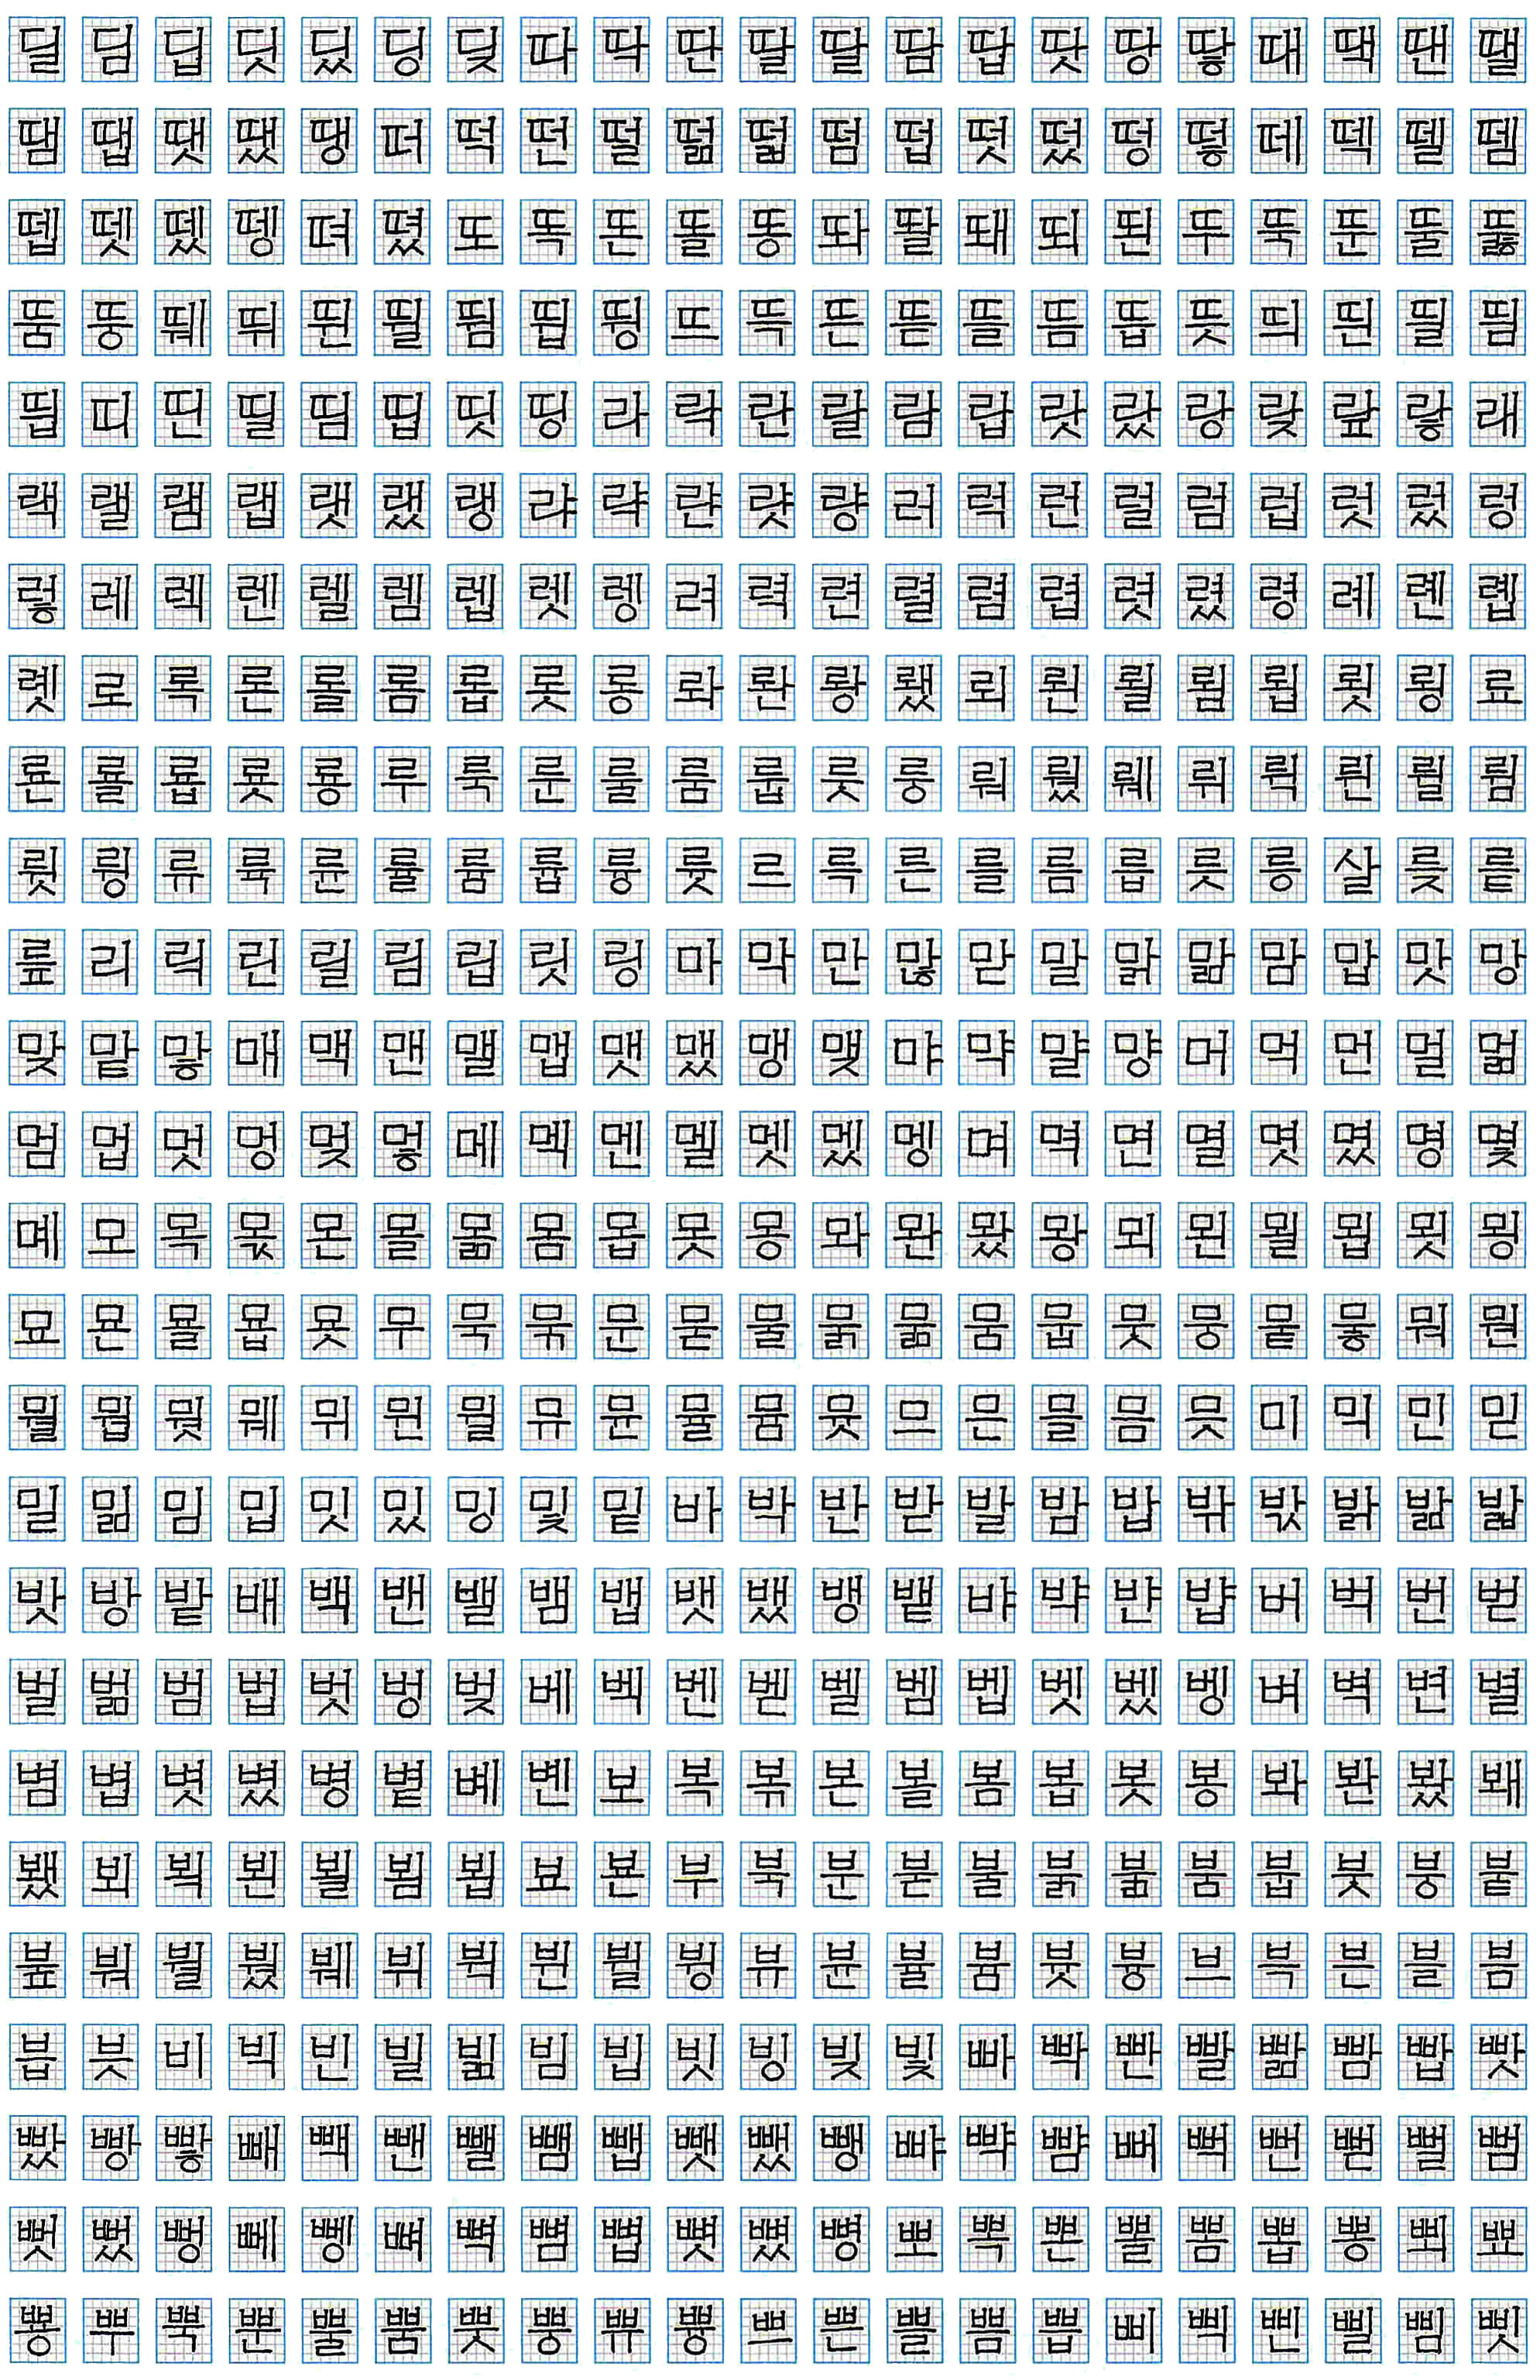 딜 딤 딥 딧 딨 딩 딪 따 딱 딴 딸 딸 땀 땁 땃 땅 땋 때 땍 땐 땔
땜 땝 땟 땠 땡 떠 떡 떤 떨 떪 떫 떰 떱 떳 떴 떵 떻 떼 떽 뗄 뗌
뗍 뗏 뗐 뗑 뗘 뗬 또 똑 똔 똘 똥 똬 똴 뙈 뙤 뙨 뚜 뚝 뚠 뚤 뚫
뚬 뚱 뛔 뛰 뛴 뛸 뜀 뜁 뜅 뜨 뜩 뜬 뜯 뜰 뜸 뜹 뜻 띄 띈 띌 띔
띕 띠 띤 띨 띰 띱 띳 띵 라 락 란 랄 람 랍 랏 랐 랑 랒 랖 랗 래
랙 랠 램 랩 랫 랬 랭 랴 략 랸 럇 량 러 럭 런 럴 럼 럽 럿 렀 렁
렇 레 렉 렌 렐 렘 렙 렛 렝 려 력 련 렬 렴 렵 렷 렸 령 례 롄 롑
롓 로 록 론 롤 롬 롭 롯 롱 롸 롼 뢍 뢨 뢰 뢴 뢸 룀 룁 룃 룅 료
룐 룔 룝 룟 룡 루 룩 룬 룰 룸 룹 룻 룽 뤄 뤘 뤠 뤼 뤽 륀 륄 륌
륏 륑 류 륙 륜 률 륨 륩 륭 륫 르 륵 른 를 름 릅 릇 릉 살 릊 릍
릎 리 릭 린 릴 림 립 릿 링 마 막 만 많 맏 말 맑 맒 맘 맙 맛 망
맞 맡 맣 매 맥 맨 맬 맵 맷 맸 맹 맺 먀 먁 먈 먕 머 먹 먼 멀 멂
멈 멉 멋 멍 멎 멓 메 멕 멘 멜 멧 멨 멩 며 멱 면 멸 몃 몄 명 몇
몌 모 목 몫 몬 몰 몲 몸 몹 못 몽 뫄 뫈 뫘 뫙 뫼 묀 묄 묍 묏 묑
묘 묜 묠 묩 묫 무 묵 묶 문 묻 물 묽 묾 뭄 뭅 뭇 뭉 뭍 뭏 뭐 뭔
뭘 뭡 뭣 뭬 뮈 뮌 뮐 뮤 뮨 뮬 뮴 뮷 므 믄 믈 믐 믓 미 믹 민 믿
밀 밂 밈 밉 밋 밌 밍 및 밑 바 박 반 받 발 밤 밥 밖 밗 밝 밞 밟
밧 방 밭 배 백 밴 밸 뱀 뱁 뱃 뱄 뱅 뱉 뱌 뱍 뱐 뱝 버 벅 번 벋
벌 벎 범 법 벗 벙 벚 베 벡 벤 벧 벨 벰 벱 벳 벴 벵 벼 벽 변 별
볌 볍 볏 볐 병 볕 볘 볜 보 복 볶 본 볼 봄 봅 봇 봉 봐 봔 봤 봬
뵀 뵈 뵉 뵌 뵐 뵘 뵙 뵤 뵨 부 북 분 붇 불 붉 붊 붐 붑 붓 붕 붙
붚 붜 붤 붰 붸 뷔 뷕 뷘 뷜 뷩 뷰 뷴 뷸 븀 븃 븅 브 븍 븐 블 븜
븝 븟 비 빅 빈 빌 빎 빔 빕 빗 빙 빚 빛 빠 빡 빤 빨 빪 빰 빱 빳
빴 빵 빻 빼 빽 뺀 뺄 뺌 뺍 뺏 뺐 뺑 뺘 뺙 뺨 뻐 뻑 뻔 뻗 뻘 뻠
뻣 뻤 뻥 뻬 뼁 뼈 뼉 뼘 뼙 뼛 뼜 뼝 뽀 뽁 뽄 뽈 뽐 뽑 뽕 뾔 뾰
뿅 뿌 뿍 뿐 뿔 뿜 뿟 뿡 쀼 쁑 쁘 쁜 쁠 쁨 쁩 삐 삑 삔 삘 삠 삣